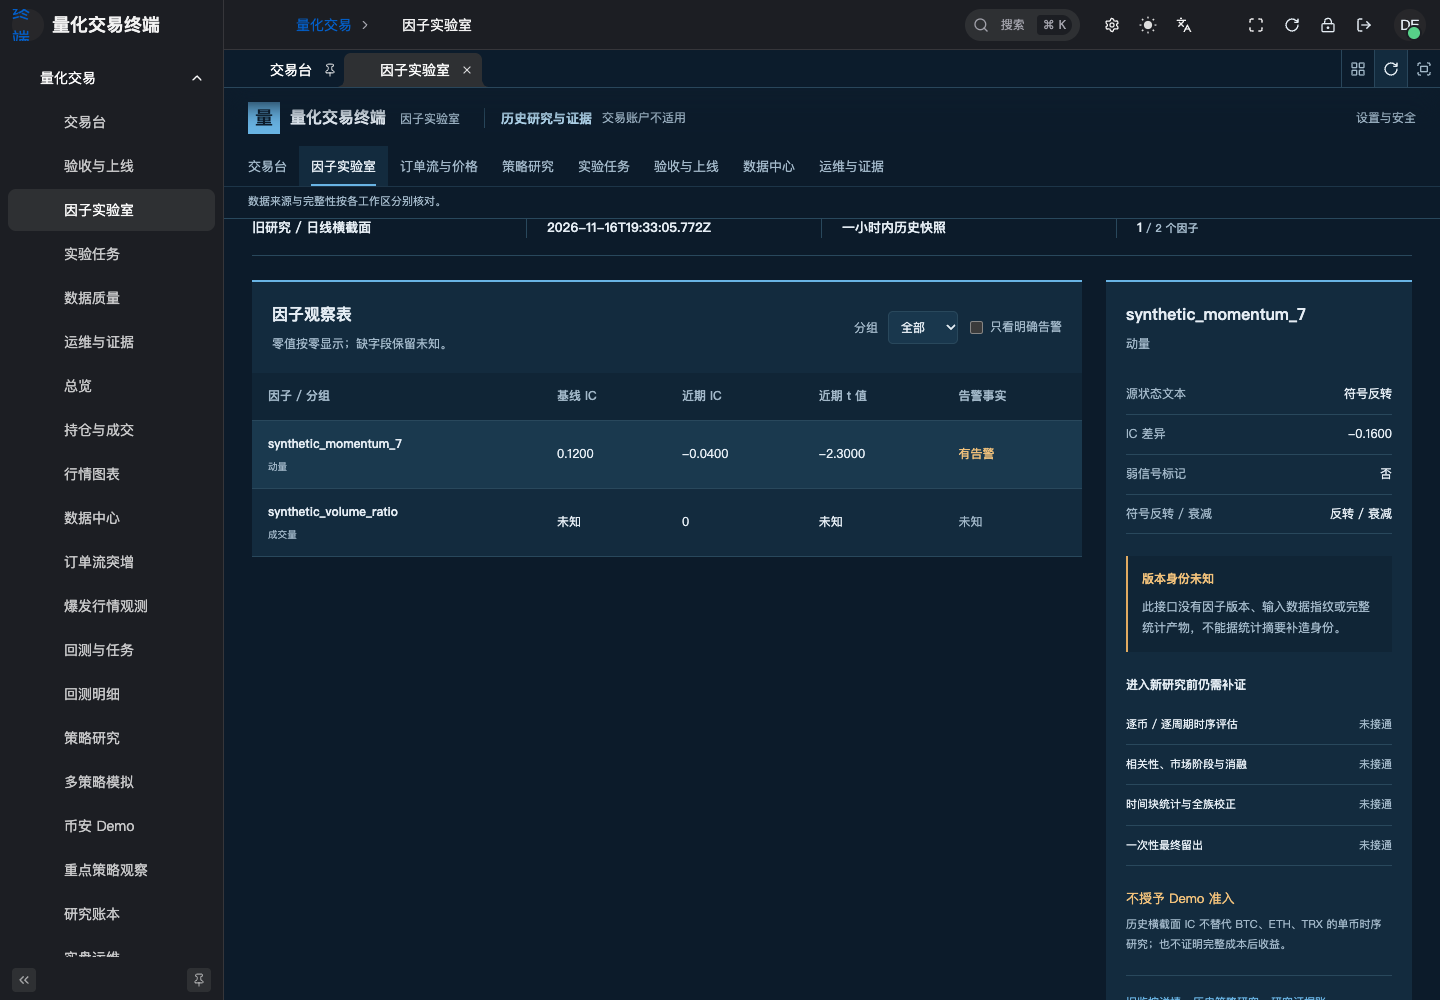 终端
量化交易终端
量化交易
交易台
验收与上线
因子实验室
实验任务
数据质量
运维与证据
总览
持仓与成交
行情图表
数据中心
订单流突增
爆发行情观测
回测与任务
回测明细
策略研究
多策略模拟
币安 Demo
重点策略观察
研究账本
实盘运维
量化交易
因子实验室
搜索
⌘ K
DE
交易台
因子实验室
量
量化交易终端
因子实验室
历史研究与证据
交易账户不适用
设置与安全
交易台
因子实验室
订单流与价格
策略研究
实验任务
验收与上线
数据中心
运维与证据
数据来源与完整性按各工作区分别核对。
旧研究 / 日线横截面
2026-11-16T19:33:05.772Z
一小时内历史快照
1 / 2 个因子
因子观察表
零值按零显示；缺字段保留未知。
分组
全部
只看明确告警
因子 / 分组
基线 IC
近期 IC
近期 t 值
告警事实
synthetic_momentum_7
动量
0.1200
-0.0400
-2.3000
有告警
synthetic_volume_ratio
成交量
未知
0
未知
未知
synthetic_momentum_7
动量
源状态文本
符号反转
IC 差异
-0.1600
弱信号标记
否
符号反转 / 衰减
反转 / 衰减
版本身份未知
此接口没有因子版本、输入数据指纹或完整
统计产物，不能据统计摘要补造身份。
进入新研究前仍需补证
逐币 / 逐周期时序评估
未接通
相关性、市场阶段与消融
未接通
时间块统计与全族校正
未接通
一次性最终留出
未接通
不授予 Demo 准入
历史横截面 IC 不替代 BTC、ETH、TRX 的单币时序
研究；也不证明完整成本后收益。